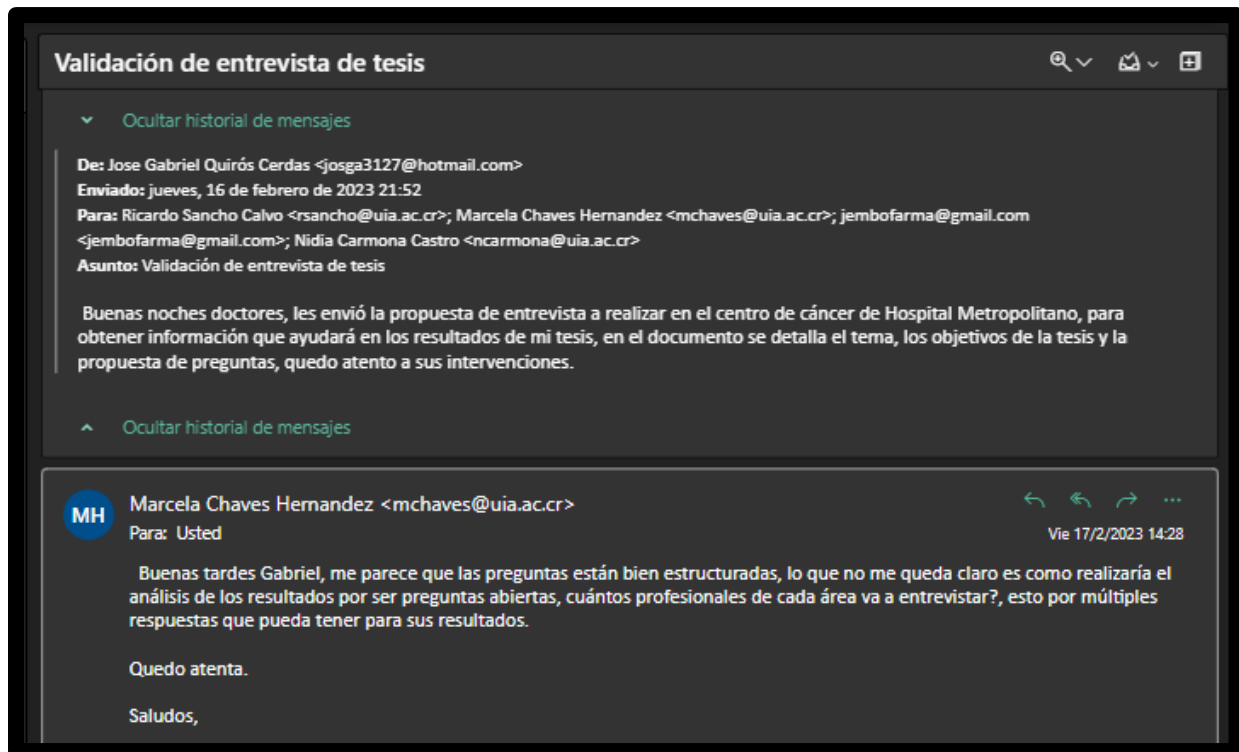 Validación de entrevista de tesis
Ocultar historial de mensajes
De: Jose Gabriel Quirós Cerdas <josga3127@hotmail.com>
Enviado: jueves, 16 de febrero de 2023 21:52
Para: Ricardo Sancho Calvo <rsancho@uia.ac.cr>; Marcela Chaves Hernandez <mchaves@uia.ac.cr>; jembofarma@gmail.com
<jembofarma@gmail.com>; Nidia Carmona Castro <ncarmona@uia.ac.cr>
Asunto: Validación de entrevista de tesis
Buenas noches doctores, les envió la propuesta de entrevista a realizar en el centro de cáncer de Hospital Metropolitano, para
obtener información que ayudará en los resultados de mi tesis, en el documento se detalla el tema, los objetivos de la tesis y la
propuesta de preguntas, quedo atento a sus intervenciones.
Ocultar historial de mensajes
MH
Marcela Chaves Hernandez <mchaves@uia.ac.cr>
Para: Usted
Vie 17/2/2023 14:28
Buenas tardes Gabriel, me parece que las preguntas están bien estructuradas, lo que no me queda claro es como realizaría el
análisis de los resultados por ser preguntas abiertas, cuántos profesionales de cada área va a entrevistar?, esto por múltiples
respuestas que pueda tener para sus resultados.
Quedo atenta.
Saludos,